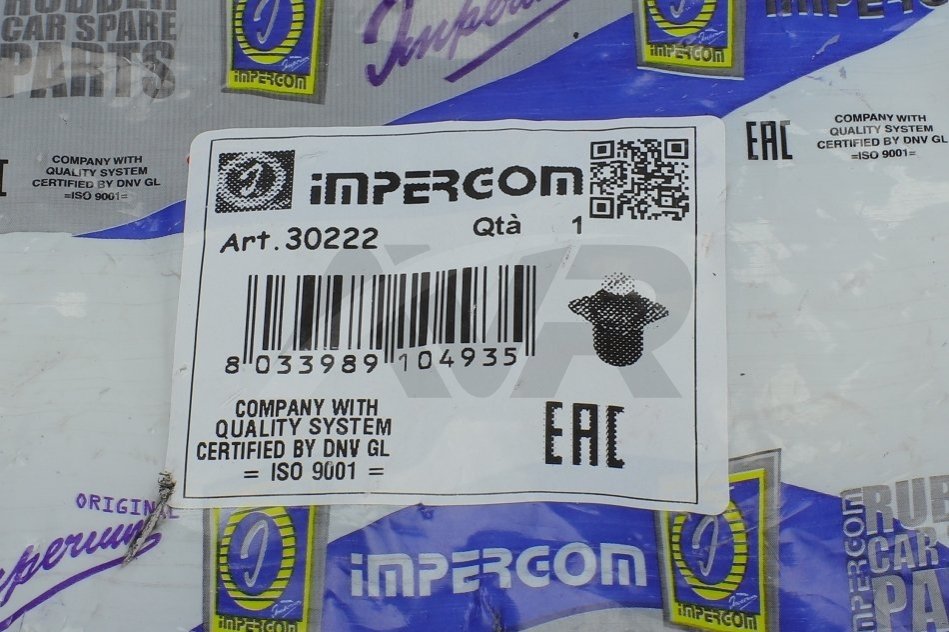 RUBBER
CAR SPARE
PARTS
iMPERGOM
Imperium
iMPERGOM
COMPANY WITH
QUALITY SYSTEM
CERTIFIED BY DNV GL
=ISO 9001=
EAC
COMPANY WITH
QUALITY SYSTEM
CERTIFIED BY DNV GL
=ISO 9001=
iMPERGOM
Art.30222
Qtà 1
8 033989 104935
AVR
COMPANY WITH
QUALITY SYSTEM
CERTIFIED BY DNV GL
= ISO 9001 =
EAC
ORIGINAL
Imperium
iMPERGOM
iMPERGOM
iMPERGOM
iMPERGOM
CAR